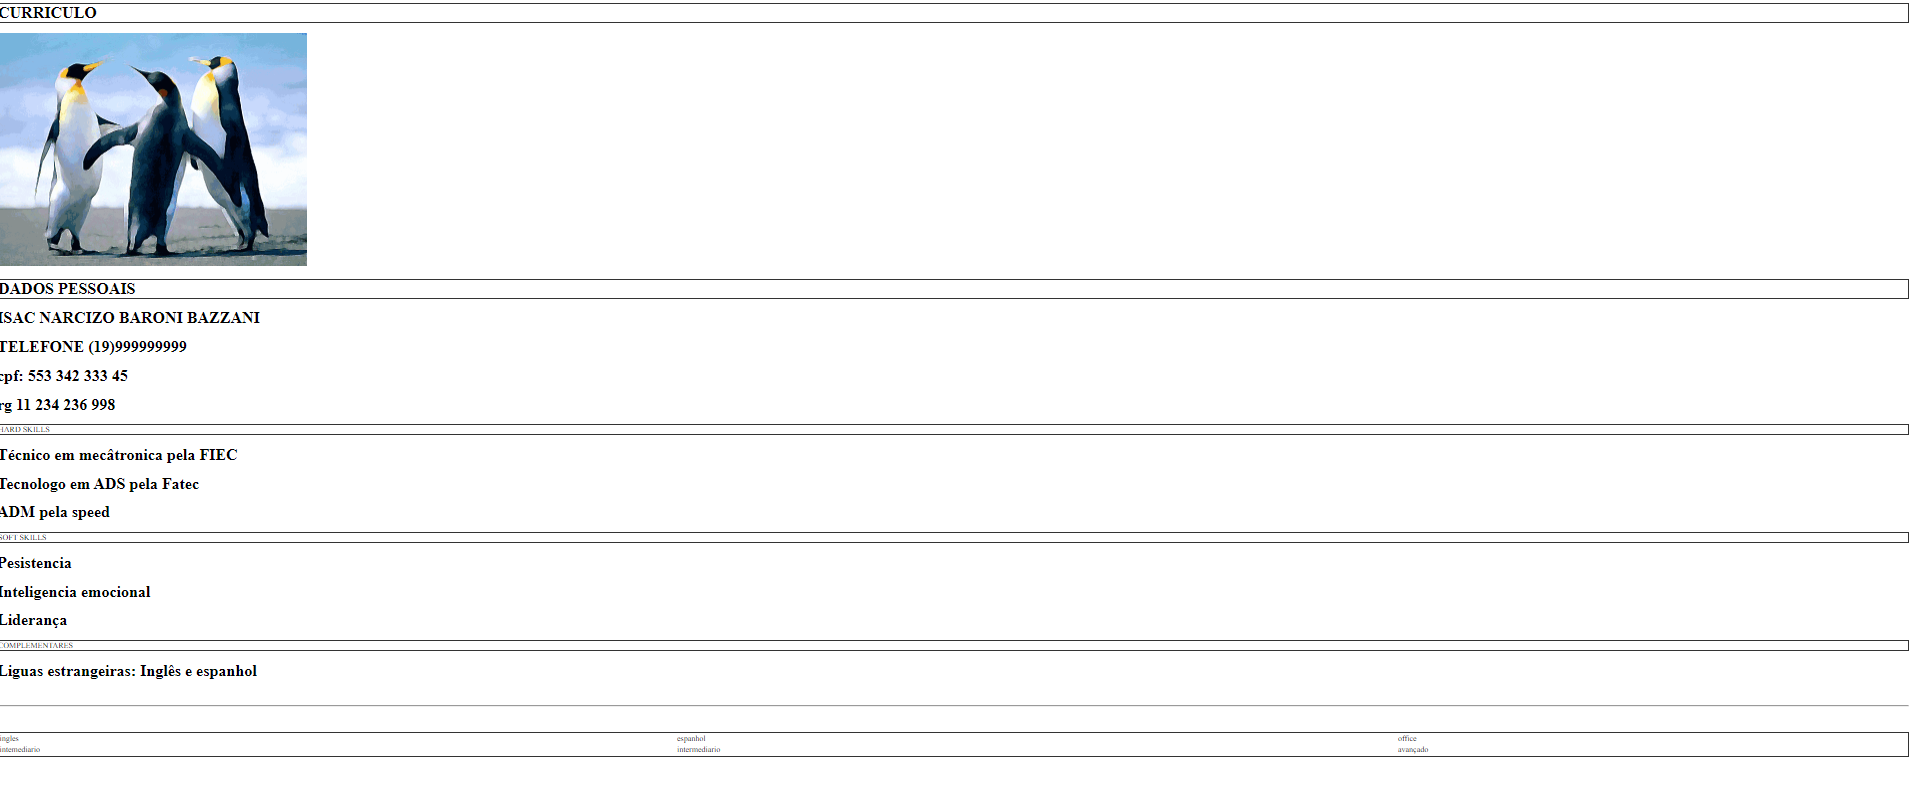 CURRICULO
DADOS PESSOAIS
ISAC NARCIZO BARONI BAZZANI
TELEFONE (19)999999999
cpf: 553 342 333 45
rg 11 234 236 998
HARD SKILLS
Técnico em mecâtronica pela FIEC
Tecnologo em ADS pela Fatec
ADM pela speed
SOFT SKILLS
Pesistencia
Inteligencia emocional
Liderança
COMPLEMENTARES
Liguas estrangeiras: Inglês e espanhol
ingles espanhol office
intemediario intermediario avançado